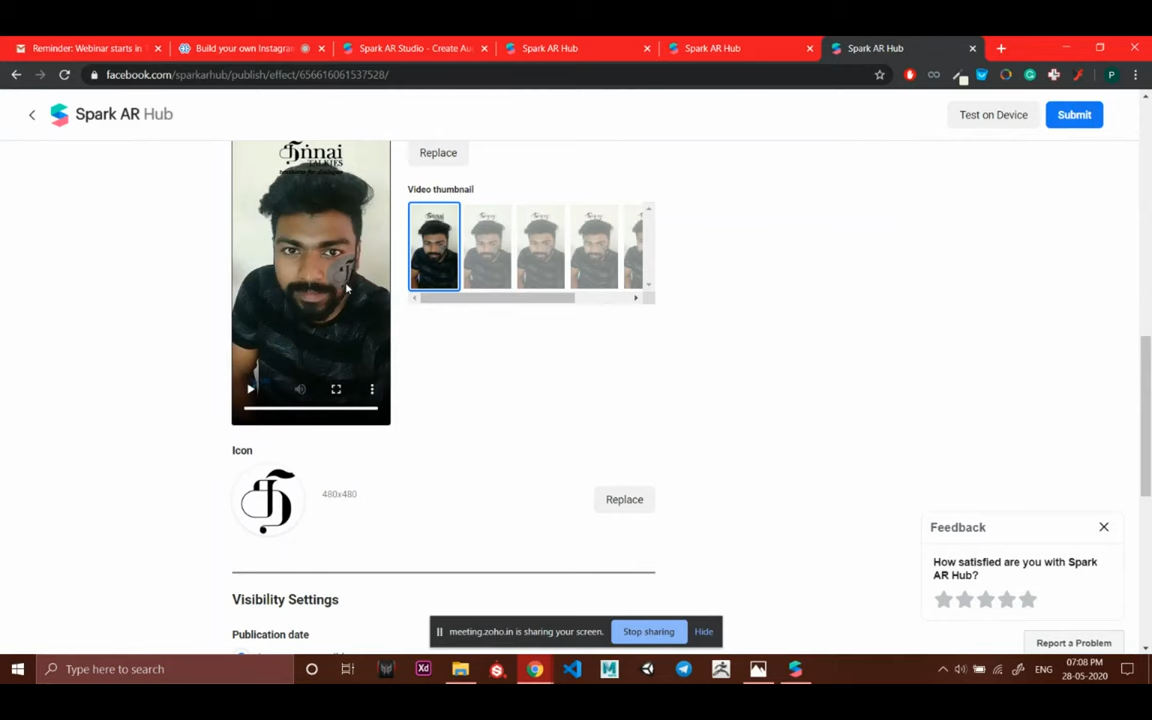 Reminder: Webinar starts in
Build your own Instagram
Spark AR Studio - Create Au
Spark AR Hub
Spark AR Hub
Spark AR Hub
facebook.com/sparkarhub/publish/effect/656616061537528/
P
Spark AR Hub
Test on Device
Submit
திண்ணை
TALKIES
Replace
Video thumbnail
Icon
480x480
Replace
Feedback
How satisfied are you with Spark
AR Hub?
Visibility Settings
Publication date
meeting.zoho.in is sharing your screen.
Stop sharing
Hide
Report a Problem
Type here to search
Xd
ENG
07:08 PM
28-05-2020